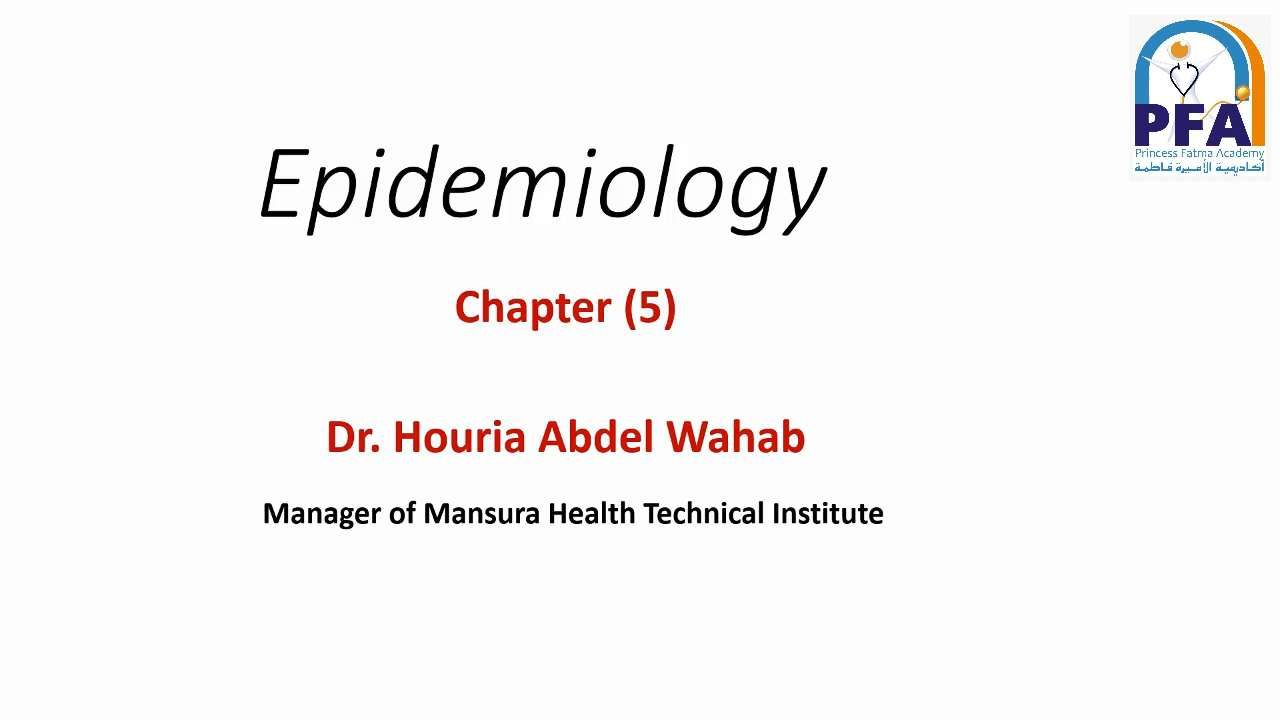 PFA
Princess Fatma Academy
أكاديمية الأميرة فاطمة
Epidemiology
Chapter (5)
Dr. Houria Abdel Wahab
Manager of Mansura Health Technical Institute